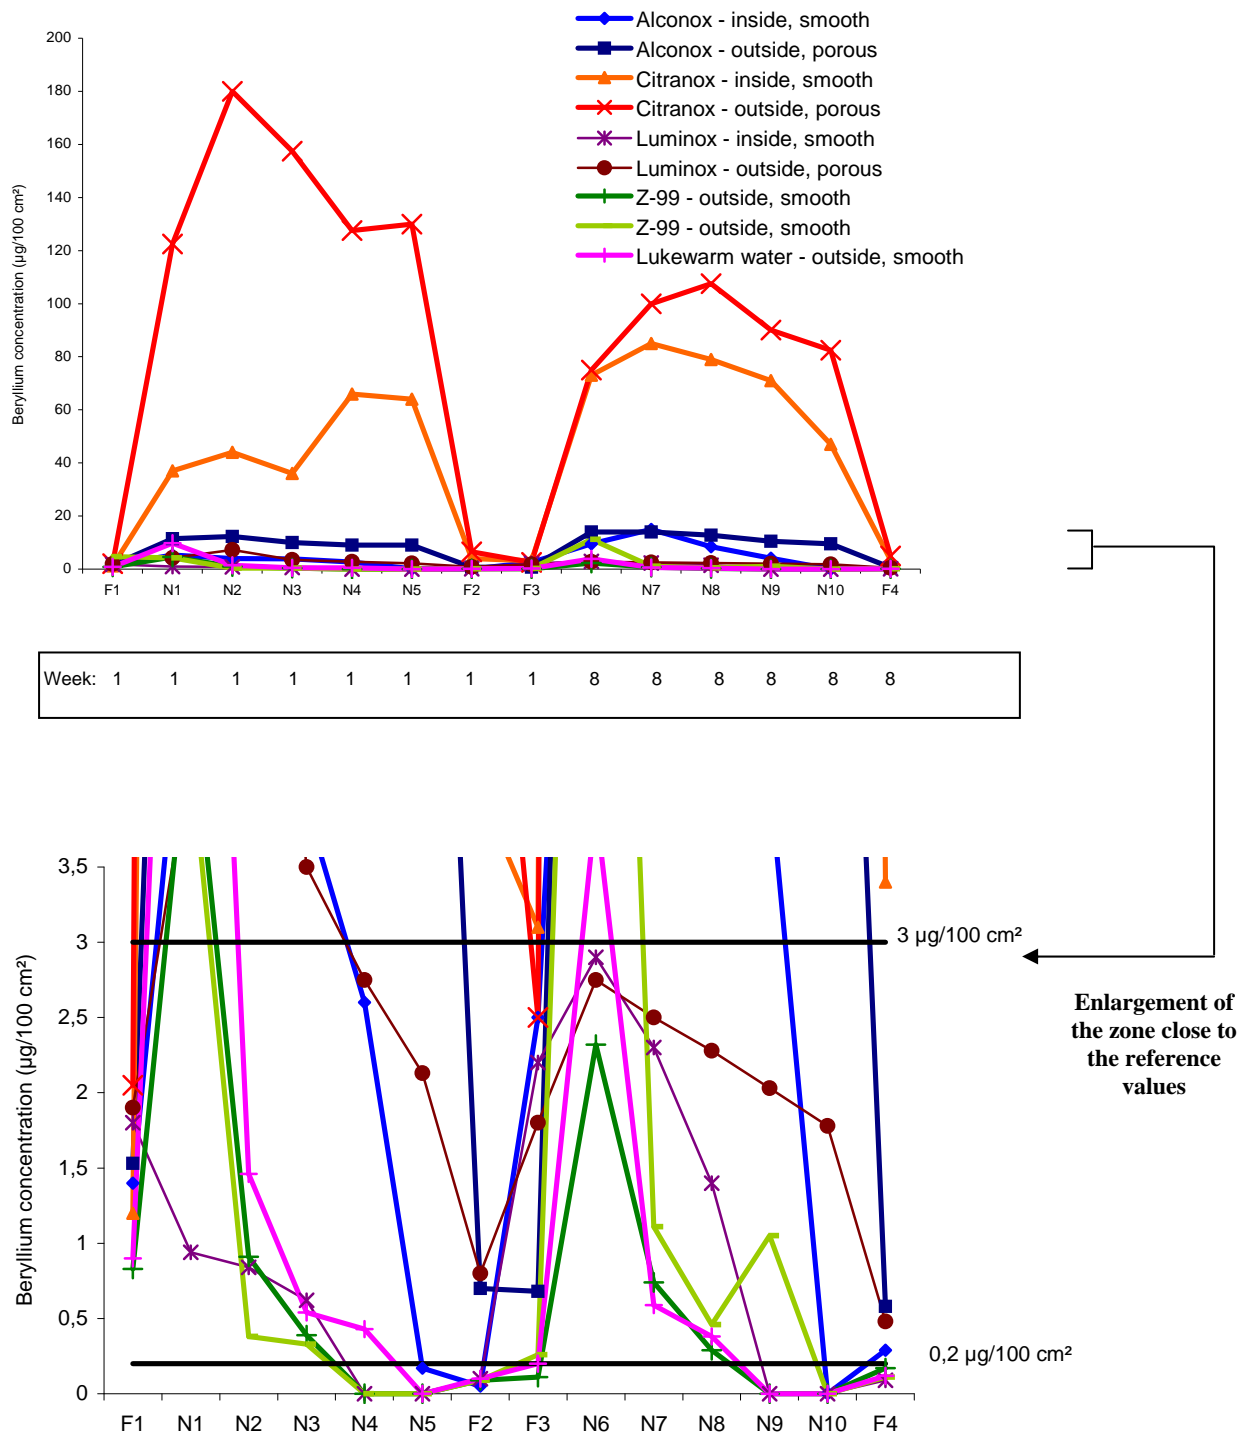 Alconox - inside, smooth
Alconox - outside, porous
Citranox - inside, smooth
Citranox - outside, porous
Luminox - inside, smooth
Luminox - outside, porous
Z-99 - outside, smooth
Z-99 - outside, smooth
Lukewarm water - outside, smooth
Beryllium concentration (µg/100 cm²)
200
180
160
140
120
100
80
60
40
20
0
F1 N1 N2 N3 N4 N5 F2 F3 N6 N7 N8 N9 N10 F4
Week: 1 1 1 1 1 1 1 1 8 8 8 8 8 8
Beryllium concentration (µg/100 cm²)
3,5
3
2,5
2
1,5
1
0,5
0
3 µg/100 cm²
0,2 µg/100 cm²
F1 N1 N2 N3 N4 N5 F2 F3 N6 N7 N8 N9 N10 F4
Enlargement of
the zone close to
the reference
values